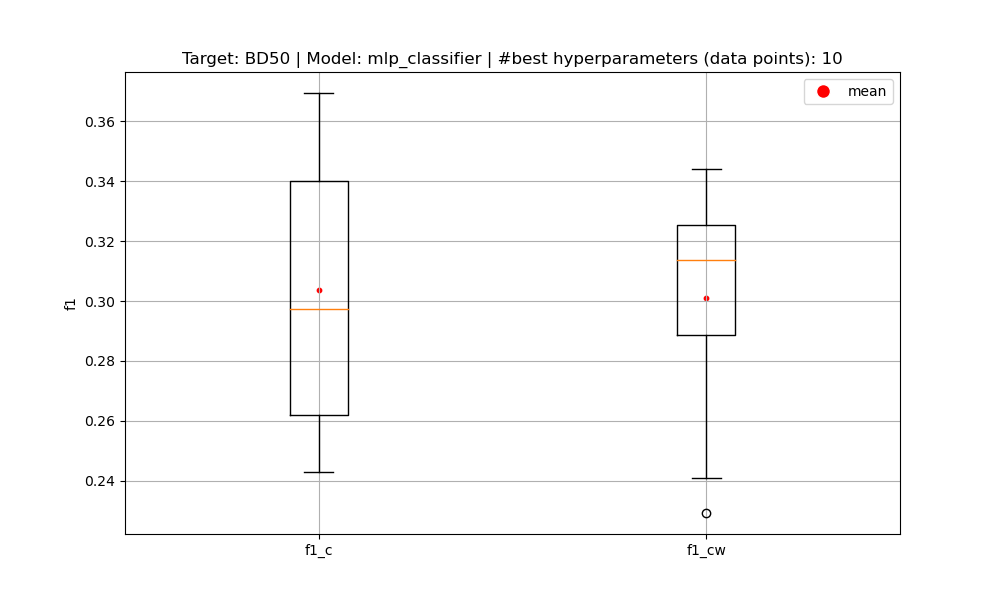 Target: BD50 | Model: mlp_classifier | #best hyperparameters (data points): 10
mean
0.36
0.34
0.32
0.30
0.28
0.26
0.24
f1
f1_c
f1_cw